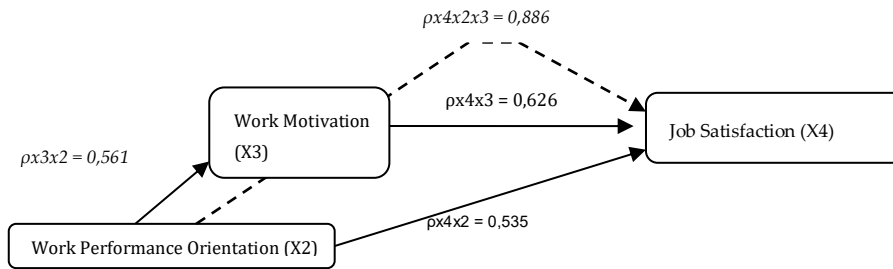 ρx4x2x3 = 0,886
ρx4x3 = 0,626
Work Motivation
(X3)
Job Satisfaction (X4)
ρx3x2 = 0,561
ρx4x2 = 0,535
Work Performance Orientation (X2)